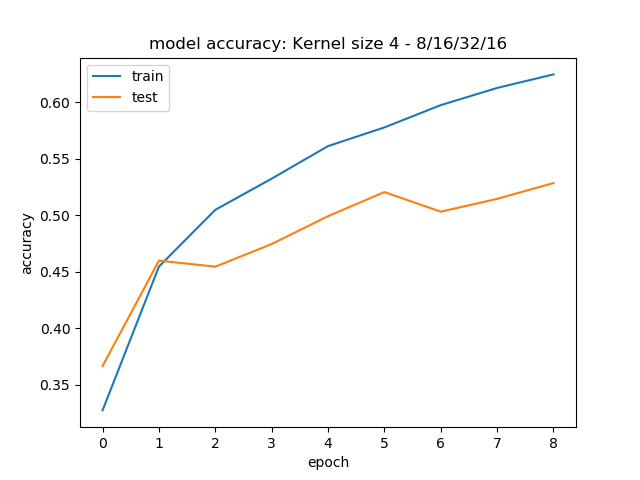 model accuracy: Kernel size 4 - 8/16/32/16
train
test
0.60
0.55
0.50
0.45
0.40
0.35
accuracy
0 1 2 3 4 5 6 7 8
epoch